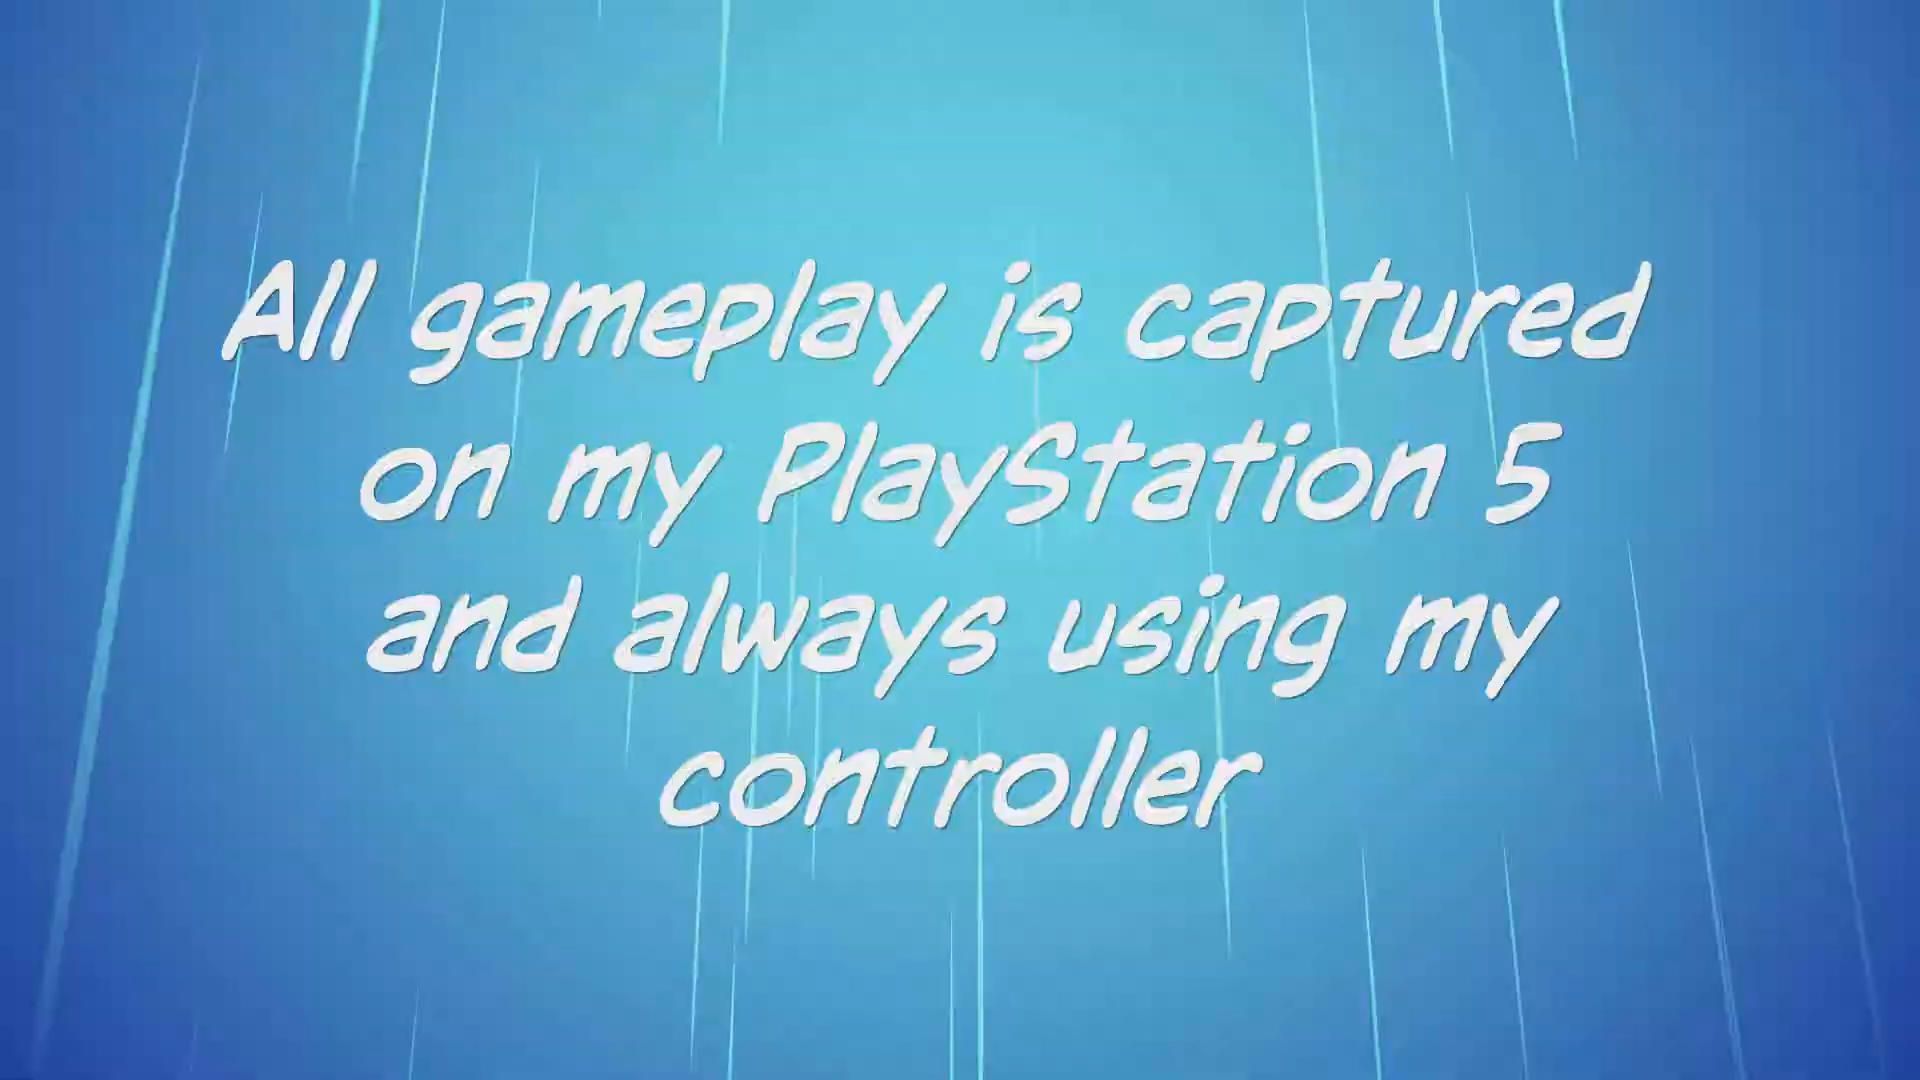 All gameplay is captured
on my PlayStation 5
and always using my
controller